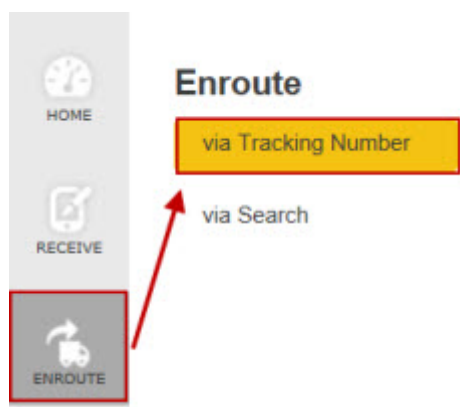 HOME
RECEIVE
ENROUTE
Enroute
via Tracking Number
via Search